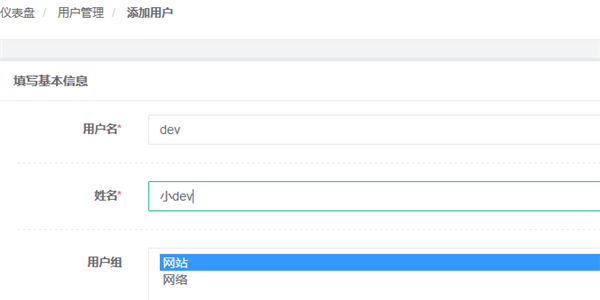 仪表盘 / 用户管理 / 添加用户
填写基本信息
用户名* dev
姓名* 小dev
用户组 网站
网络